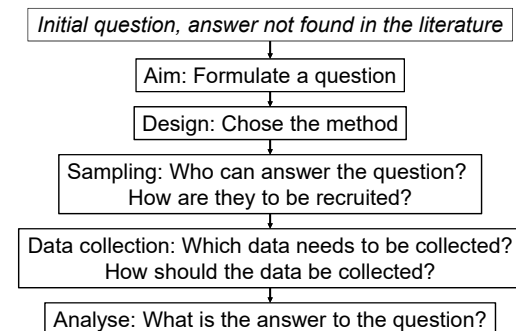 Initial question, answer not found in the literature
Aim: Formulate a question
Design: Chose the method
Sampling: Who can answer the question?
How are they to be recruited?
Data collection: Which data needs to be collected?
How should the data be collected?
Analyse: What is the answer to the question?